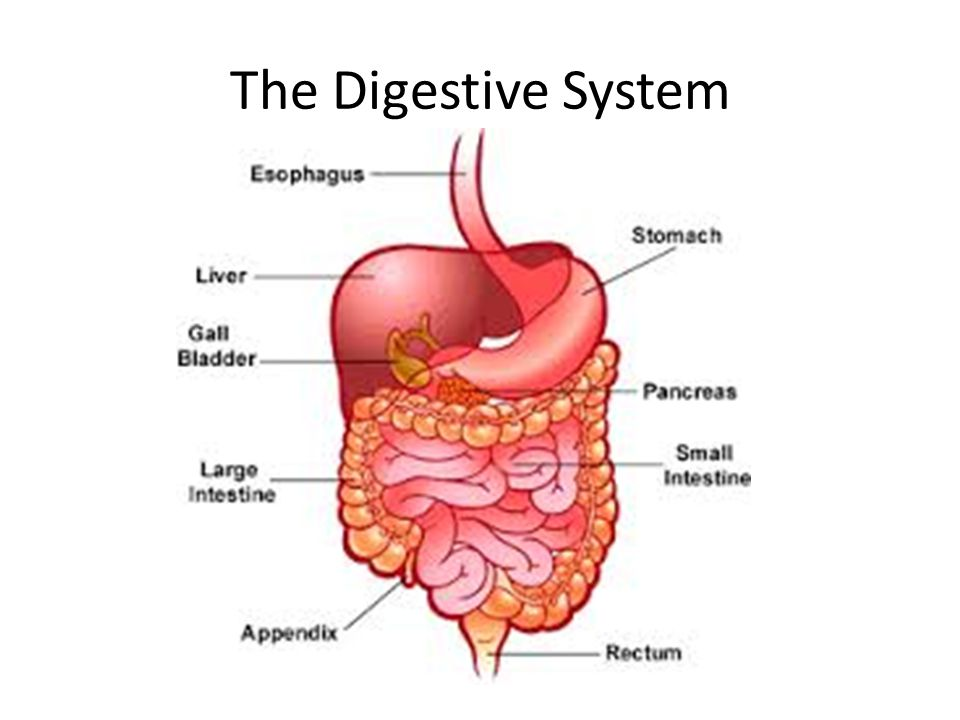 The Digestive System
Esophagus
Stomach
Liver
Gall
Bladder
Pancreas
Small
Intestine
Large
Intestine
Appendix
Rectum